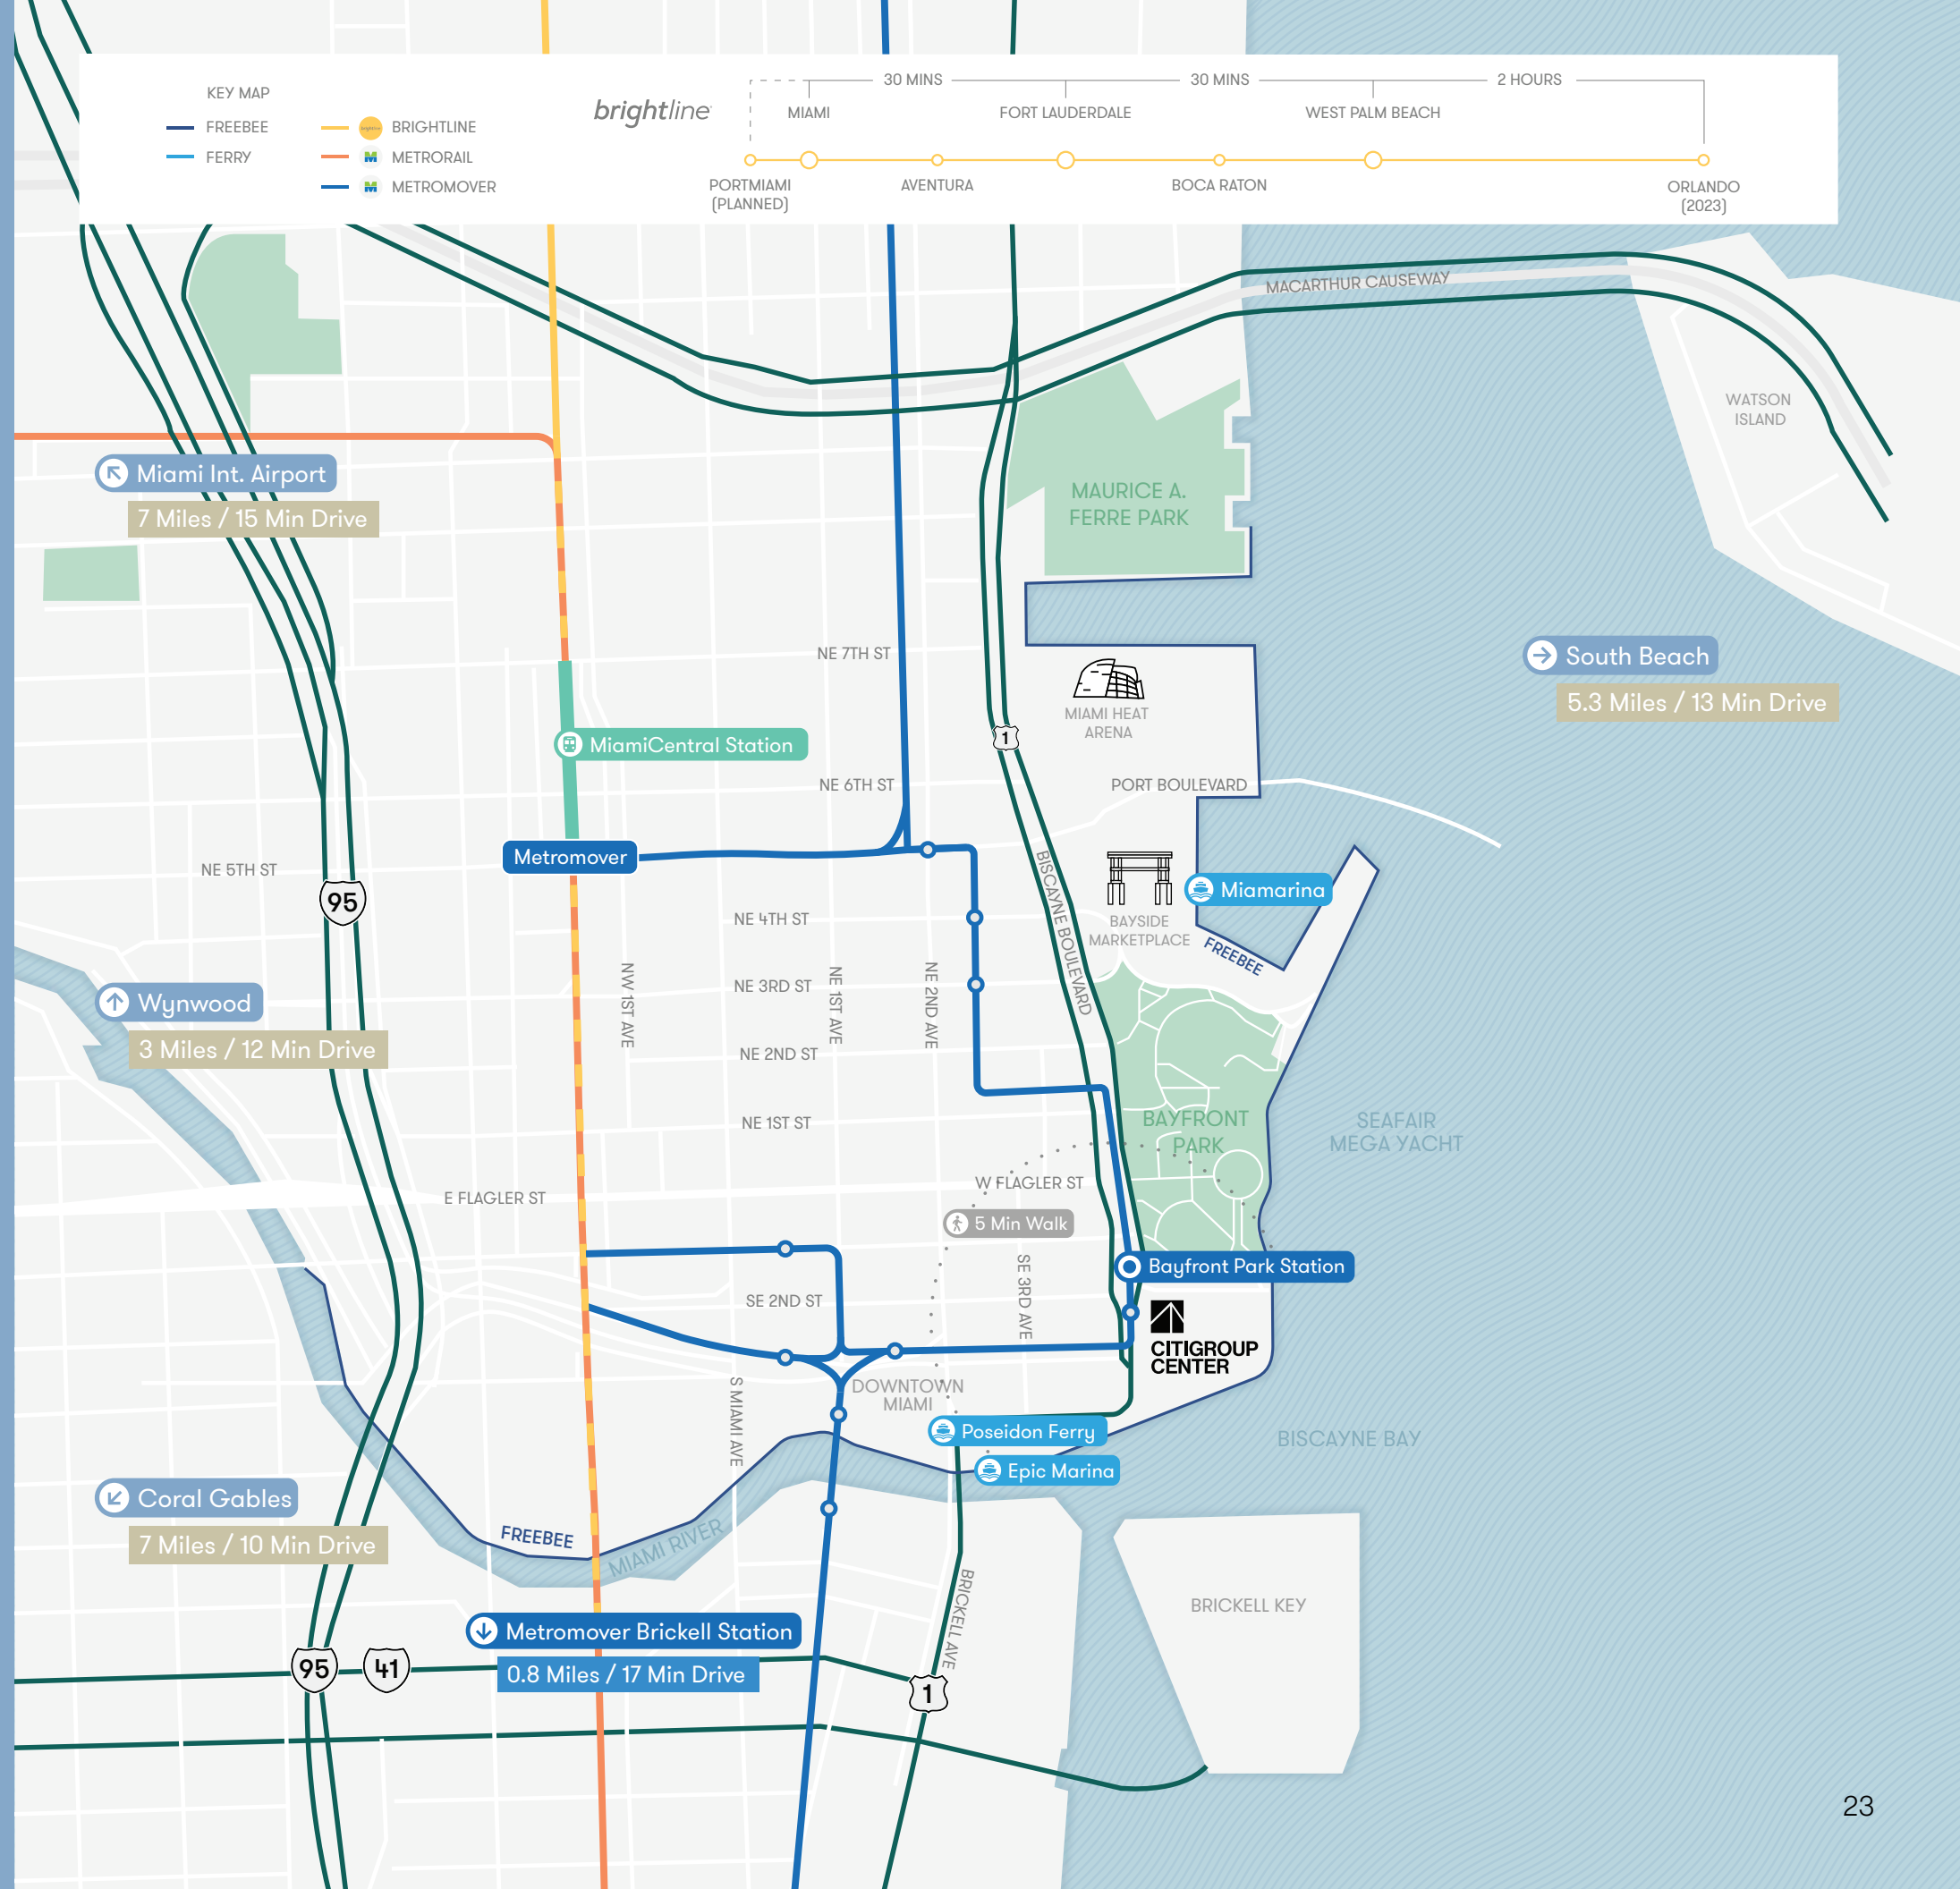 KEY MAP
FREEBEE
FERRY
BRIGHTLINE
METRORAIL
METROMOVER
brightline
30 MINS
30 MINS
2 HOURS
MIAMI
FORT LAUDERDALE
WEST PALM BEACH
PORTMIAMI
(PLANNED)
AVENTURA
BOCA RATON
ORLANDO
(2023)
MACARTHUR CAUSEWAY
WATSON
ISLAND
Miami Int. Airport
7 Miles / 15 Min Drive
MAURICE A.
FERRE PARK
NE 7TH ST
South Beach
5.3 Miles / 13 Min Drive
MIAMI HEAT
ARENA
1
MiamiCentral Station
NE 6TH ST
PORT BOULEVARD
Metromover
NE 5TH ST
95
BISCAYNE BOULEVARD
Miamarina
BAYSIDE
MARKETPLACE
FREEBEE
NE 4TH ST
NE 3RD ST
NW 1ST AVE
NE 1ST AVE
NE 2ND AVE
Wynwood
3 Miles / 12 Min Drive
NE 2ND ST
NE 1ST ST
BAYFRONT
PARK
SEAFAIR
MEGA YACHT
E FLAGLER ST
W FLAGLER ST
5 Min Walk
Bayfront Park Station
SE 2ND ST
SE 3RD AVE
CITIGROUP
CENTER
S MIAMI AVE
DOWNTOWN
MIAMI
Poseidon Ferry
BISCAYNE BAY
Epic Marina
Coral Gables
7 Miles / 10 Min Drive
FREEBEE
MIAMI RIVER
BRICKELL AVE
BRICKELL KEY
Metromover Brickell Station
0.8 Miles / 17 Min Drive
95
41
1
23